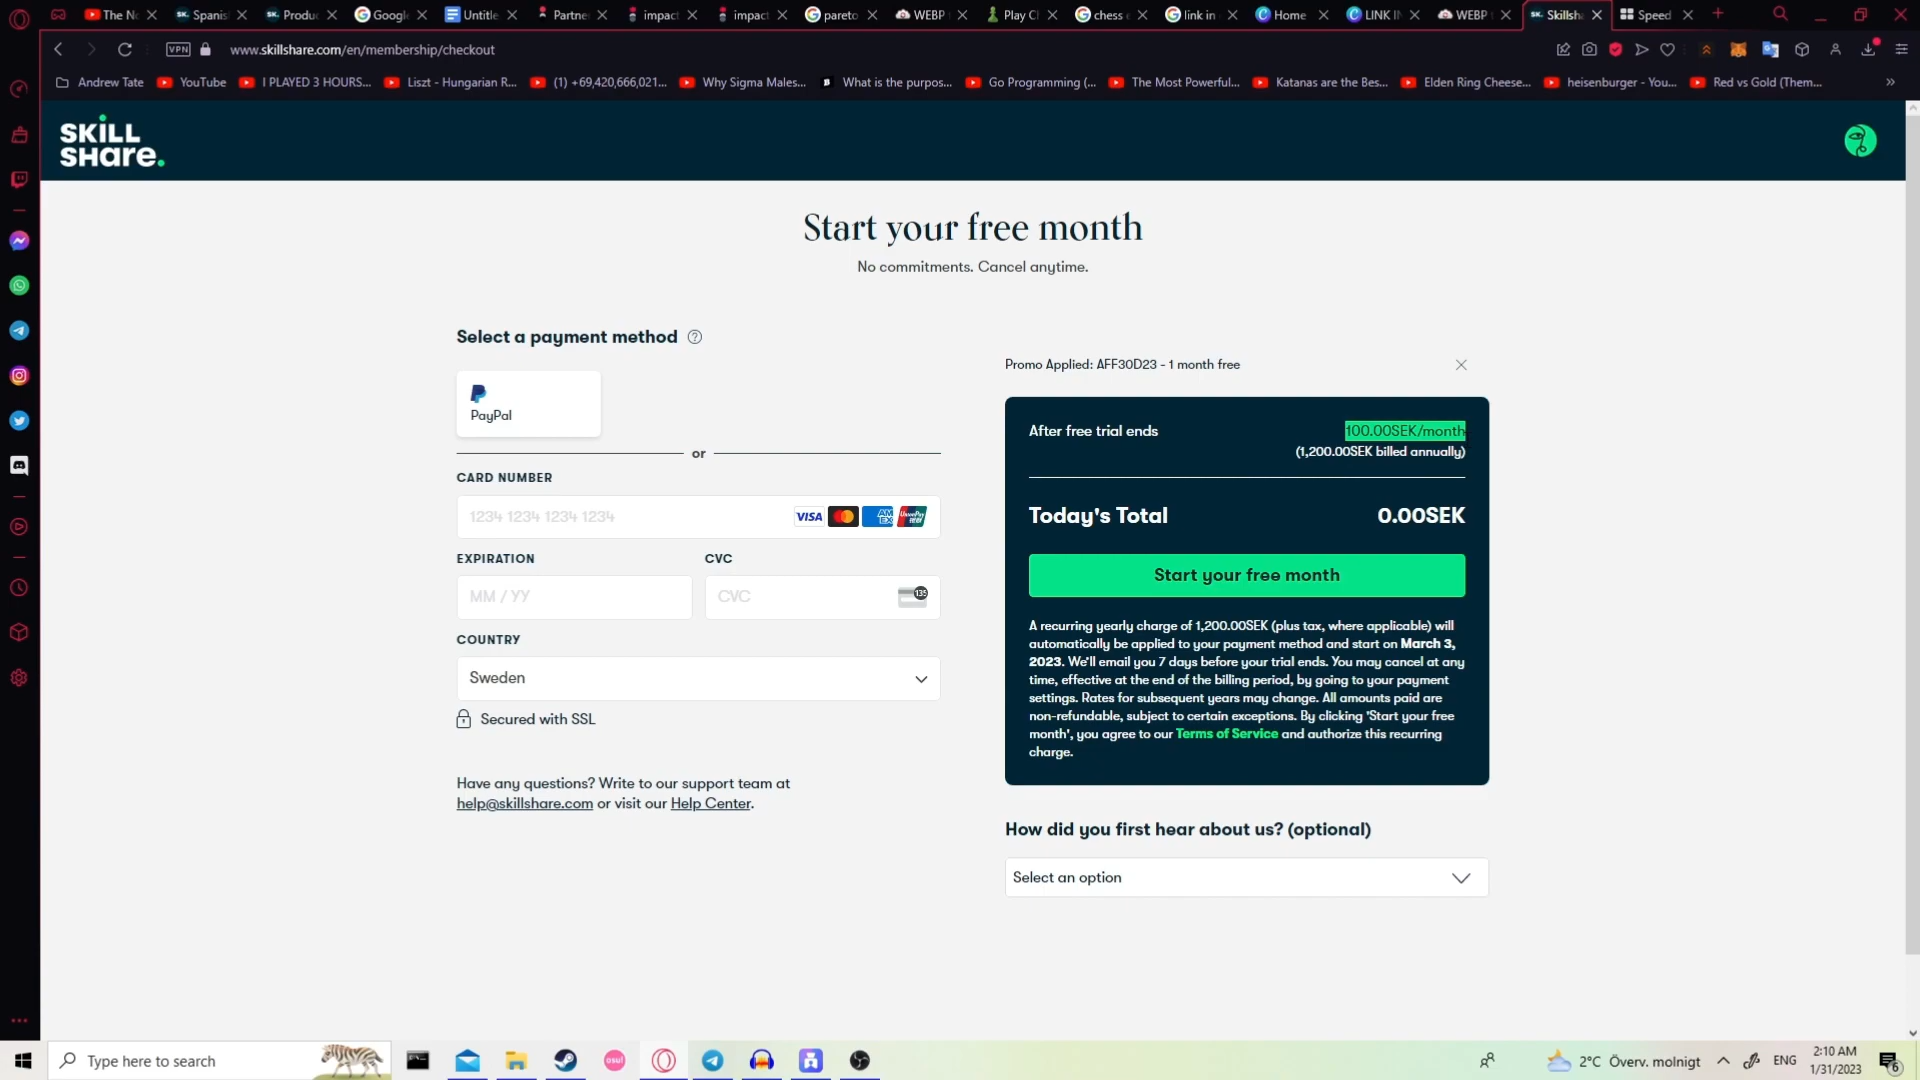 The No
Spanis
Produc
Google
Untitle
Partne
impact
impact
pareto
WEBP
Play Cl
chess e
link in
Home
LINK IN
WEBP
Skillsha
Speed
VPN
www.skillshare.com/en/membership/checkout
Andrew Tate
YouTube
I PLAYED 3 HOURS...
Liszt - Hungarian R...
(1) +69,420,666,021...
Why Sigma Males...
What is the purpos...
Go Programming (...
The Most Powerful...
Katanas are the Bes...
Elden Ring Cheese...
heisenburger - You...
Red vs Gold (Them...
SKILL
SHare.
Start your free month
No commitments. Cancel anytime.
Select a payment method
PayPal
or
CARD NUMBER
1234 1234 1234 1234
VISA
EXPIRATION
CVC
MM / YY
CVC
135
COUNTRY
Sweden
Secured with SSL
Have any questions? Write to our support team at
help@skillshare.com or visit our Help Center.
Promo Applied: AFF30D23 - 1 month free
After free trial ends
100.00SEK/month
(1,200.00SEK billed annually)
Today's Total
0.00SEK
Start your free month
A recurring yearly charge of 1,200.00SEK (plus tax, where applicable) will
automatically be applied to your payment method and start on March 3,
2023. We'll email you 7 days before your trial ends. You may cancel at any
time, effective at the end of the billing period, by going to your payment
settings. Rates for subsequent years may change. All amounts paid are
non-refundable, subject to certain exceptions. By clicking 'Start your free
month', you agree to our Terms of Service and authorize this recurring
charge.
How did you first hear about us? (optional)
Select an option
Type here to search
osu!
2°C Överv. molnigt
ENG
2:10 AM
1/31/2023
6